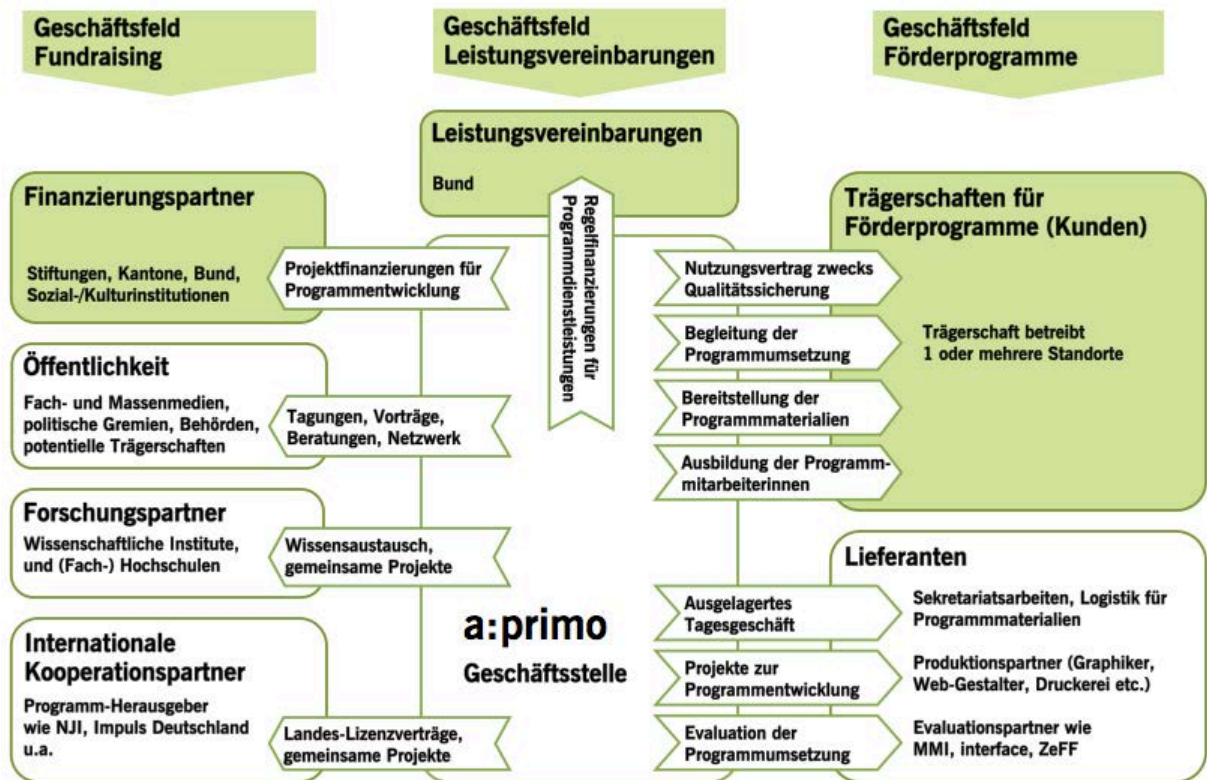 Geschäftsfeld
Fundraising
Geschäftsfeld
Leistungsvereinbarungen
Geschäftsfeld
Förderprogramme
Leistungsvereinbarungen
Bund
Regelfinanzierungen für
Programmdienstleistungen
Finanzierungspartner
Stiftungen, Kantone, Bund,
Sozial-/Kulturinstitutionen
Projektfinanzierungen für
Programmentwicklung
Öffentlichkeit
Fach- und Massenmedien,
politische Gremien, Behörden,
potentielle Trägerschaften
Tagungen, Vorträge,
Beratungen, Netzwerk
Forschungspartner
Wissenschaftliche Institute,
und (Fach-) Hochschulen
Wissensaustausch,
gemeinsame Projekte
Internationale
Kooperationspartner
Programm-Herausgeber
wie NJI, Impuls Deutschland
u.a.
Landes-Lizenzverträge,
gemeinsame Projekte
a:primo
Geschäftsstelle
Trägerschaften für
Förderprogramme (Kunden)
Nutzungsvertrag zwecks
Qualitätssicherung
Begleitung der
Programmumsetzung
Trägerschaft betreibt
1 oder mehrere Standorte
Bereitstellung der
Programmmaterialien
Ausbildung der Programm-
mitarbeiterinnen
Lieferanten
Ausgelagertes
Tagesgeschäft
Sekretariatsarbeiten, Logistik für
Programmmaterialien
Projekte zur
Programmentwicklung
Produktionspartner (Graphiker,
Web-Gestalter, Druckerei etc.)
Evaluation der
Programmumsetzung
Evaluationspartner wie
MMI, interface, ZeFF